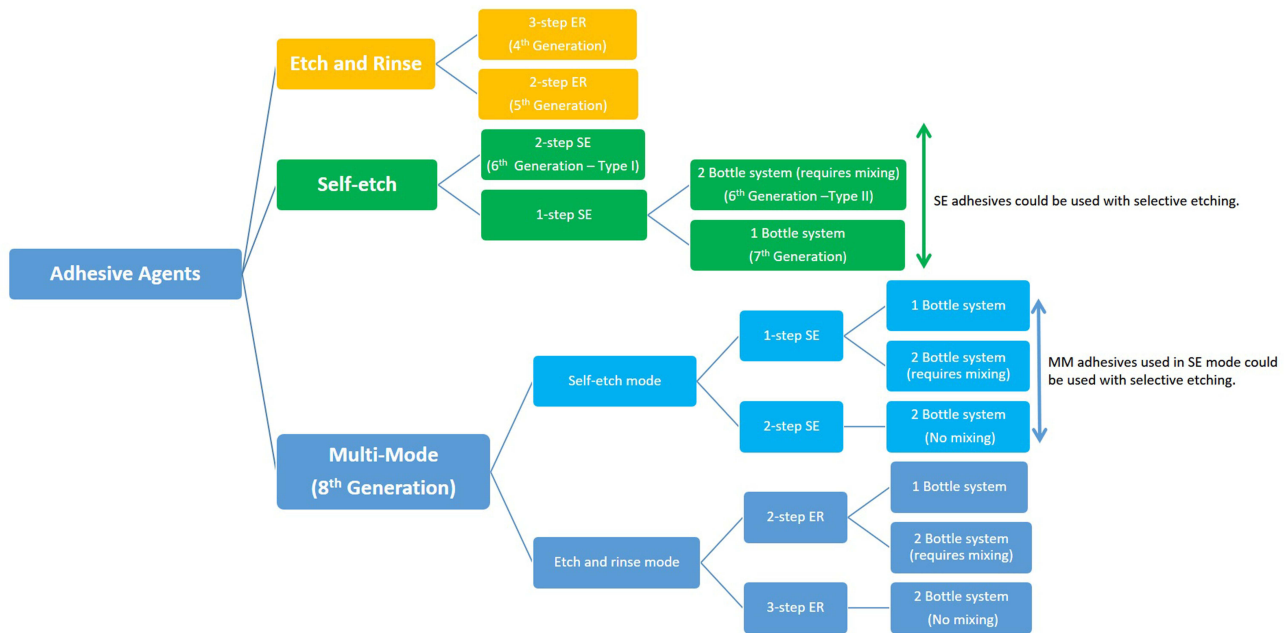 3-step ER
(4th Generation)
Etch and Rinse
2-step ER
(5th Generation)
2-step SE
(6th Generation – Type I)
Self-etch
1-step SE
2 Bottle system (requires mixing)
(6th Generation –Type II)
1 Bottle system
(7th Generation)
SE adhesives could be used with selective etching.
Adhesive Agents
Multi-Mode
(8th Generation)
Self-etch mode
1-step SE
1 Bottle system
2 Bottle system
(requires mixing)
2-step SE
2 Bottle system
(No mixing)
MM adhesives used in SE mode could
be used with selective etching.
Etch and rinse mode
2-step ER
1 Bottle system
2 Bottle system
(requires mixing)
3-step ER
2 Bottle system
(No mixing)